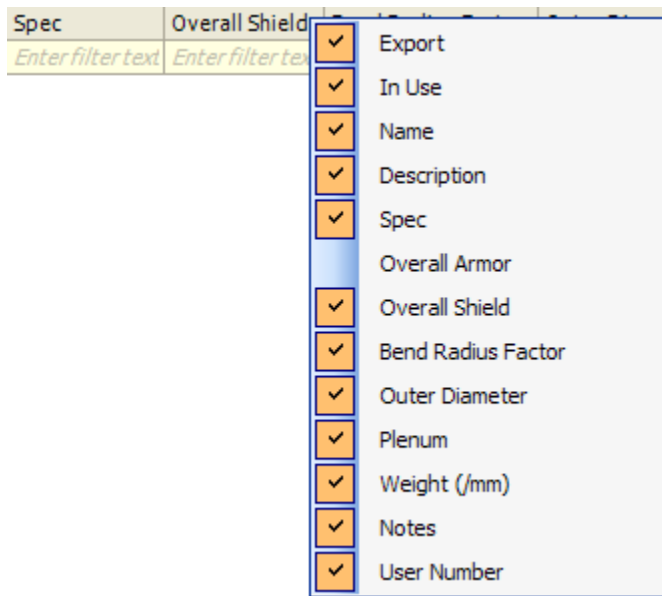 Spec Overall Shield
Enter filter text Enter filter tex
Export
In Use
Name
Description
Spec
Overall Armor
Overall Shield
Bend Radius Factor
Outer Diameter
Plenum
Weight (/mm)
Notes
User Number